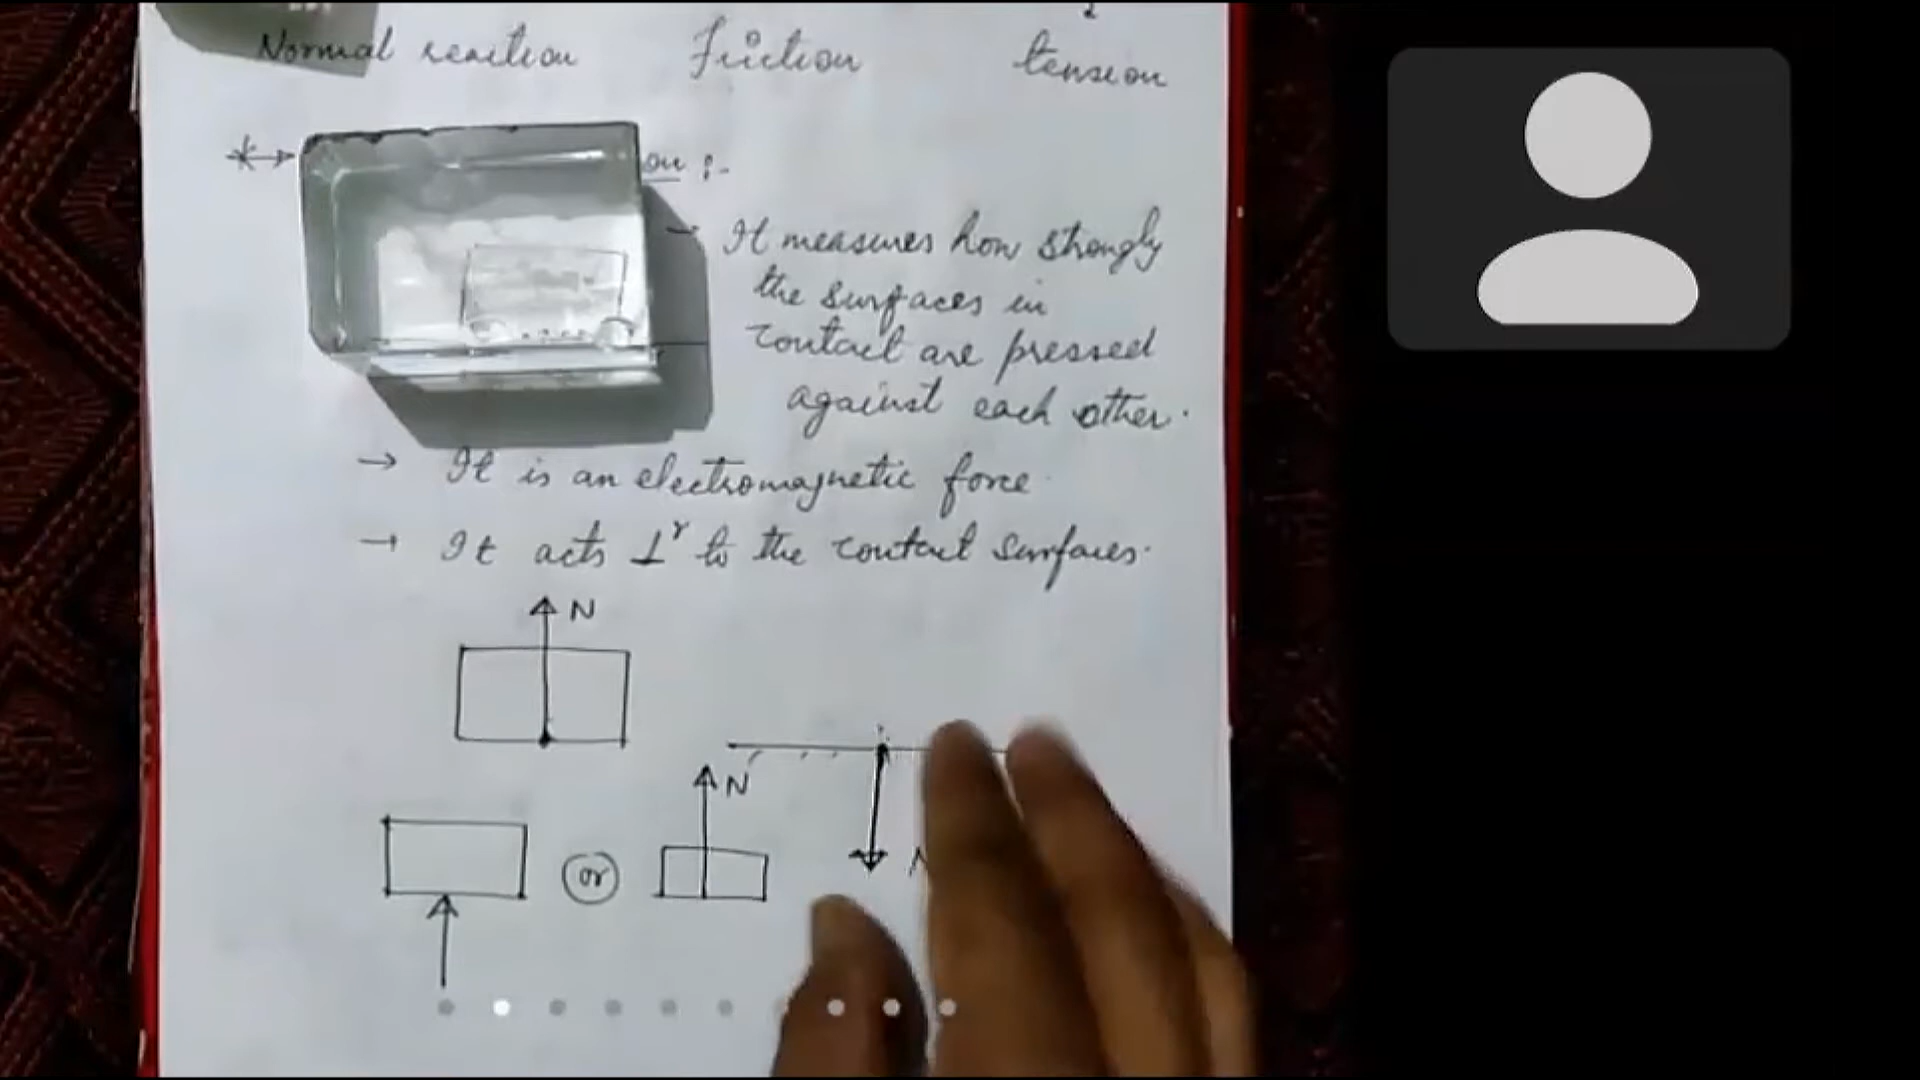 Normal reaction Friction tension
on :-
→ It measures how strongly
the surfaces in
contact are pressed
against each other.
→ It is an electromagnetic force
→ It acts ⊥r to the contact surfaces.
N
N
or